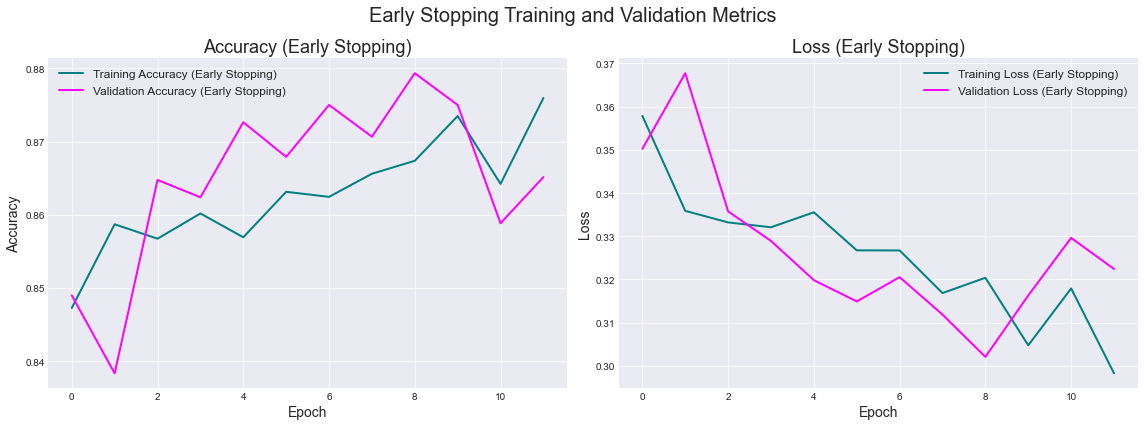 Early Stopping Training and Validation Metrics
Accuracy (Early Stopping)
Training Accuracy (Early Stopping)
Validation Accuracy (Early Stopping)
0.88
0.87
0.86
0.85
0.84
Accuracy
0 2 4 6 8 10
Epoch
Loss (Early Stopping)
Training Loss (Early Stopping)
Validation Loss (Early Stopping)
0.37
0.36
0.35
0.34
0.33
0.32
0.31
0.30
Loss
0 2 4 6 8 10
Epoch